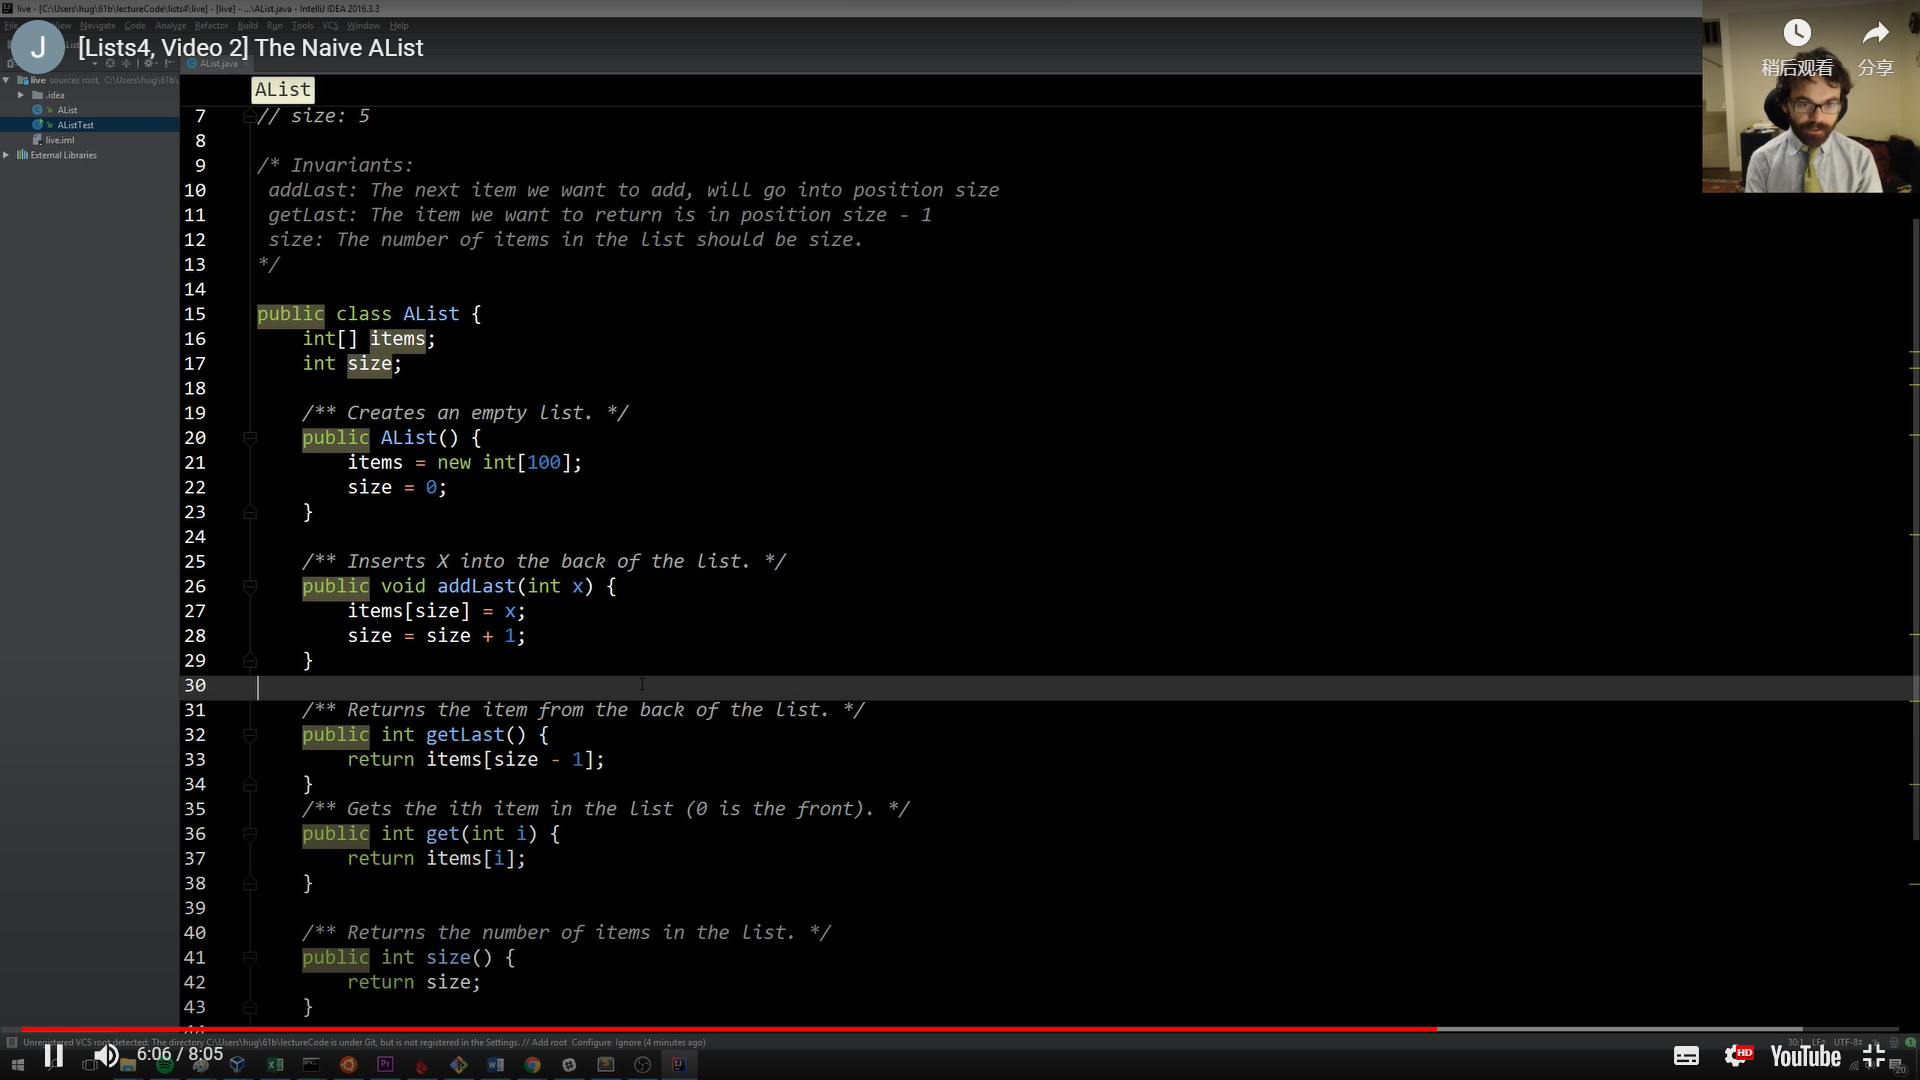 live - [C:\Users\hug\61b\lectureCode\lists4\live] - [live] - ...\AList.java - IntelliJ IDEA 2016.3.3
View Navigate Code Analyze Refactor Build Run Tools VCS Window Help
J
[Lists4, Video 2] The Naive AList
稍后观看
分享
AList.java
live sources root, C:\Users\hug\61b\
.idea
AList
AListTest
live.iml
External Libraries
AList
7 // size: 5
8
9 /* Invariants:
10 addLast: The next item we want to add, will go into position size
11 getLast: The item we want to return is in position size - 1
12 size: The number of items in the list should be size.
13 */
14
15 public class AList {
16 int[] items;
17 int size;
18
19 /** Creates an empty list. */
20 public AList() {
21 items = new int[100];
22 size = 0;
23 }
24
25 /** Inserts X into the back of the list. */
26 public void addLast(int x) {
27 items[size] = x;
28 size = size + 1;
29 }
30
31 /** Returns the item from the back of the list. */
32 public int getLast() {
33 return items[size - 1];
34 }
35 /** Gets the ith item in the list (0 is the front). */
36 public int get(int i) {
37 return items[i];
38 }
39
40 /** Returns the number of items in the list. */
41 public int size() {
42 return size;
43 }
Unregistered VCS root detected: The directory C:\Users\hug\61b\lectureCode is under Git, but is not registered in the Settings. // Add root Configure Ignore (4 minutes ago)
30:1 LF÷ UTF-8÷
6:06 / 8:05
HD
YouTube
20